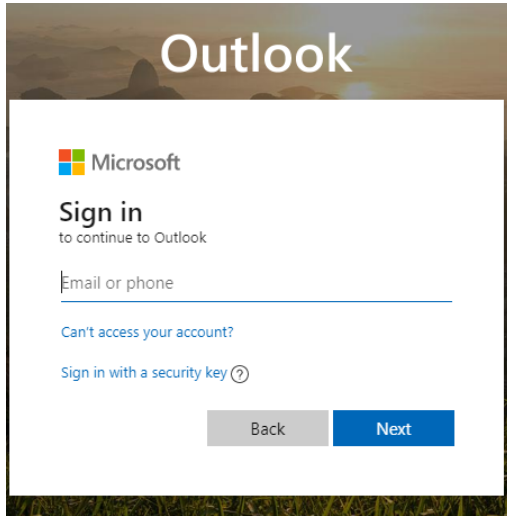 Outlook
Microsoft
Sign in
to continue to Outlook
Email or phone
Can't access your account?
Sign in with a security key ?
Back Next